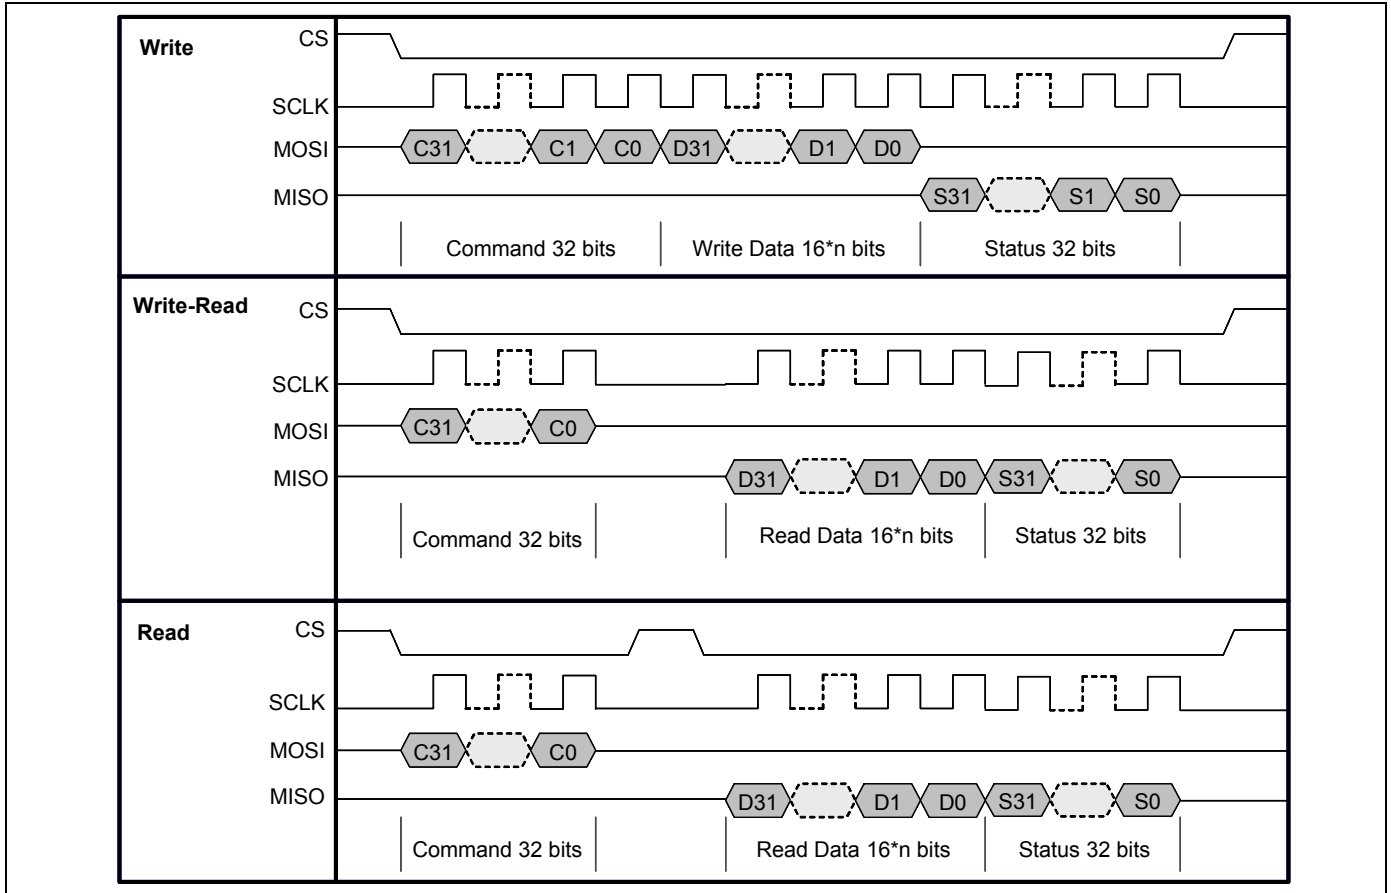 Write CS
SCLK
MOSI C31 C1 C0 D31 D1 D0
MISO S31 S1 S0
Command 32 bits Write Data 16*n bits Status 32 bits
Write-Read CS
SCLK
MOSI C31 C0
MISO D31 D1 D0 S31 S0
Command 32 bits Read Data 16*n bits Status 32 bits
Read CS
SCLK
MOSI C31 C0
MISO D31 D1 D0 S31 S0
Command 32 bits Read Data 16*n bits Status 32 bits